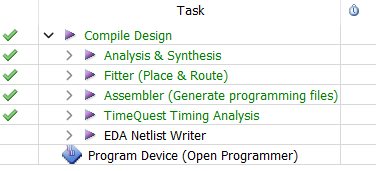 Task
Compile Design
Analysis & Synthesis
Fitter (Place & Route)
Assembler (Generate programming files)
TimeQuest Timing Analysis
EDA Netlist Writer
Program Device (Open Programmer)